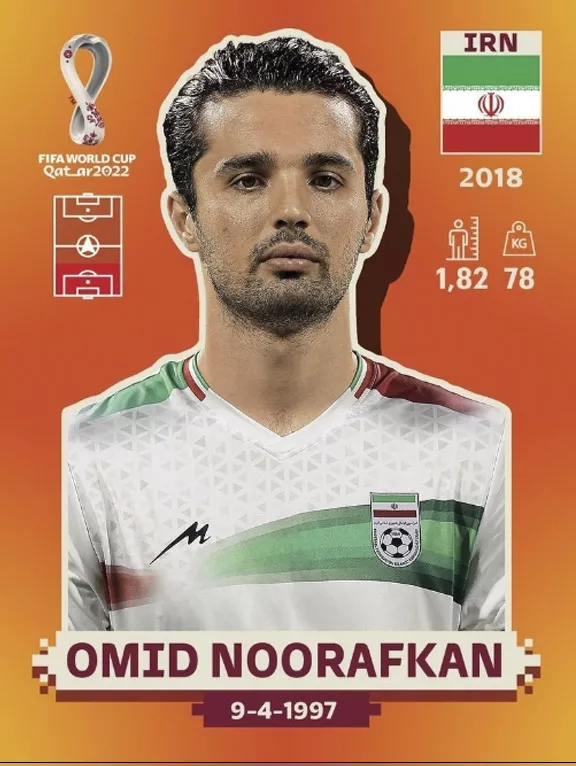 IRN
FIFA WORLD CUP
Qatar2022
2018
KG
1,82 78
OMID NOORAFKAN
9-4-1997